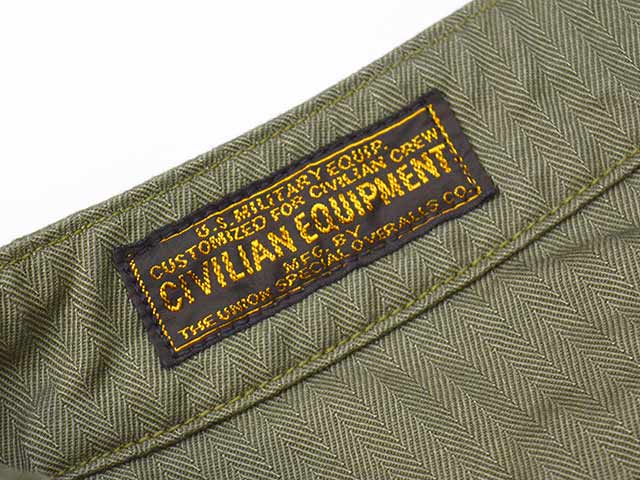 U.S. MILITARY EQUIP.
CUSTOMIZED FOR CIVILIAN CREW
CIVILIAN EQUIPMENT
MFG. BY
THE UNION SPECIAL OVERALLS CO.